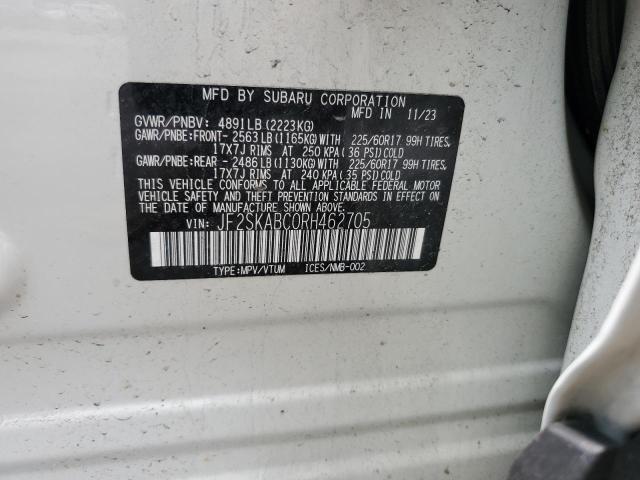 MFD BY SUBARU CORPORATION
MFD IN 11/23
GVWR/PNBV: 4891LB(2223KG)
GAWR/PNBE:FRONT- 2563LB(1165KG)WITH 225/60R17 99H TIRES,
17X7J RIMS AT 250 KPA(36 PSI)COLD
GAWR/PNBE:REAR - 2486LB(1130KG)WITH 225/60R17 99H TIRES,
17X7J RIMS AT 240 KPA(35 PSI)COLD
THIS VEHICLE CONFORMS TO ALL APPLICABLE FEDERAL MOTOR
VEHICLE SAFETY AND THEFT PREVENTION STANDARDS IN EFFECT
ON THE DATE OF MANUFACTURE SHOWN ABOVE.
VIN: JF2SKABC0RH462705
TYPE:MPV/VTUM ICES/NMB-002